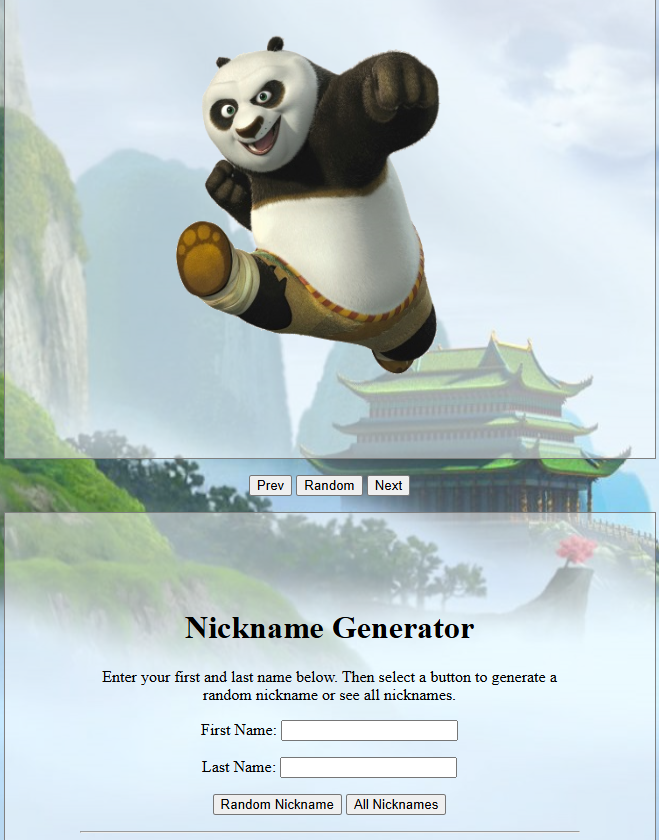 Prev Random Next
Nickname Generator
Enter your first and last name below. Then select a button to generate a
random nickname or see all nicknames.
First Name:
Last Name:
Random Nickname All Nicknames